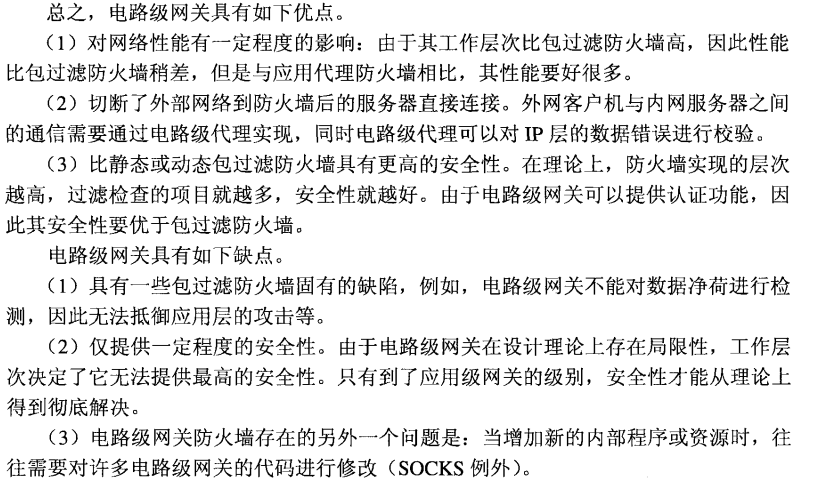 总之，电路级网关具有如下优点。
（1）对网络性能有一定程度的影响：由于其工作层次比包过滤防火墙高，因此性能
比包过滤防火墙稍差，但是与应用代理防火墙相比，其性能要好很多。
（2）切断了外部网络到防火墙后的服务器直接连接。外网客户机与内网服务器之间
的通信需要通过电路级代理实现，同时电路级代理可以对 IP 层的数据错误进行校验。
（3）比静态或动态包过滤防火墙具有更高的安全性。在理论上，防火墙实现的层次
越高，过滤检查的项目就越多，安全性就越好。由于电路级网关可以提供认证功能，因
此其安全性要优于包过滤防火墙。
电路级网关具有如下缺点。
（1）具有一些包过滤防火墙固有的缺陷，例如，电路级网关不能对数据净荷进行检
测，因此无法抵御应用层的攻击等。
（2）仅提供一定程度的安全性。由于电路级网关在设计理论上存在局限性，工作层
次决定了它无法提供最高的安全性。只有到了应用级网关的级别，安全性才能从理论上
得到彻底解决。
（3）电路级网关防火墙存在的另外一个问题是：当增加新的内部程序或资源时，往
往需要对许多电路级网关的代码进行修改（SOCKS 例外）。